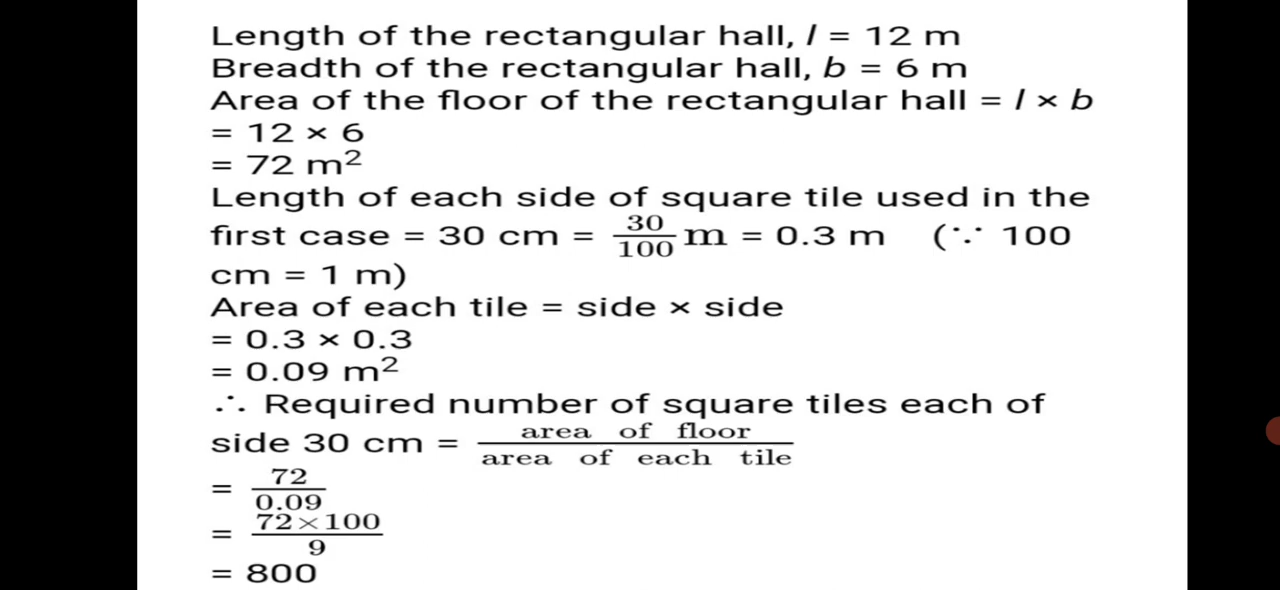 Length of the rectangular hall, l = 12 m
Breadth of the rectangular hall, b = 6 m
Area of the floor of the rectangular hall = l × b
= 12 × 6
= 72 m²
Length of each side of square tile used in the
first case = 30 cm = 30/100 m = 0.3 m (∵ 100
cm = 1 m)
Area of each tile = side × side
= 0.3 × 0.3
= 0.09 m²
∴ Required number of square tiles each of
side 30 cm = area of floor/area of each tile
= 72/0.09
= 72×100/9
= 800